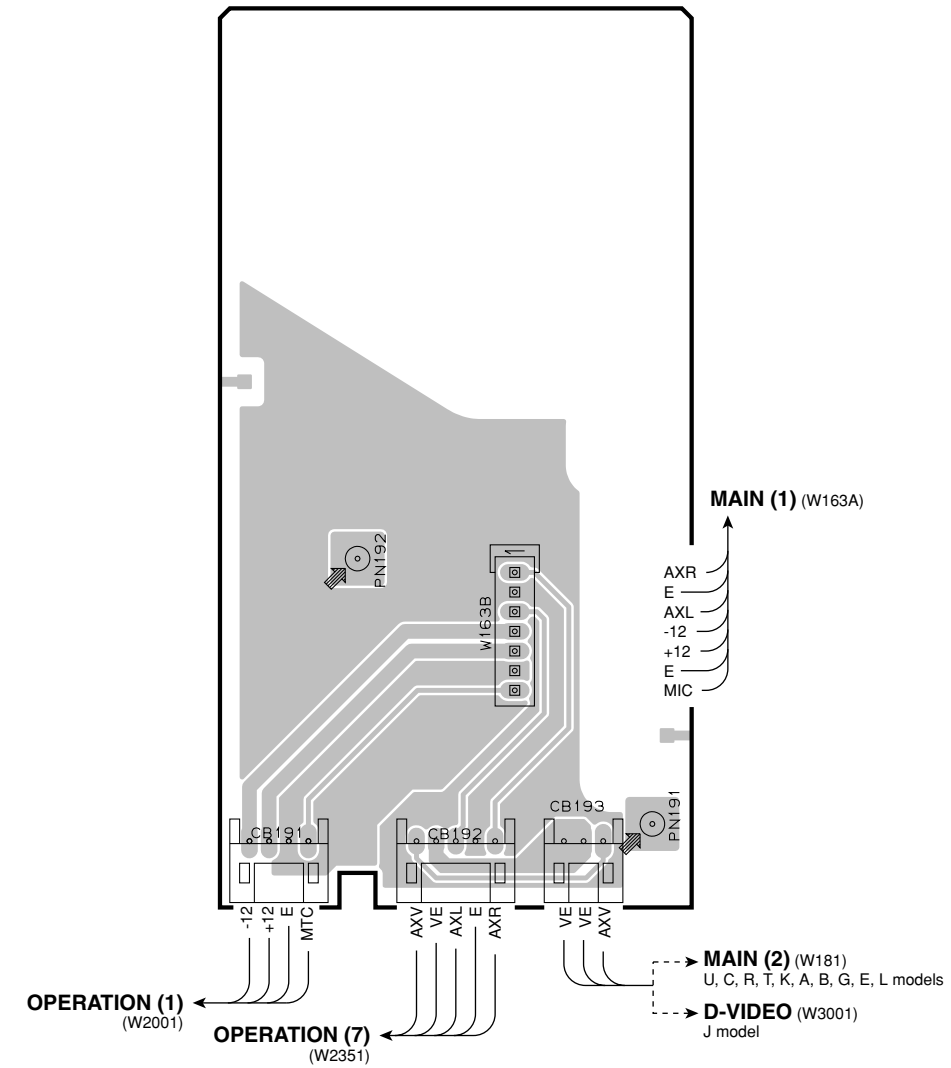 MAIN (1) (W163A)
PN192
1
W163B
AXR
E
AXL
-12
+12
E
MIC
CB193
PN191
CB191
CB192
-12
+12
E
MTC
AXV
VE
AXL
E
AXR
VE
VE
AXV
MAIN (2) (W181)
U, C, R, T, K, A, B, G, E, L models
OPERATION (1)
(W2001)
D-VIDEO (W3001)
J model
OPERATION (7)
(W2351)